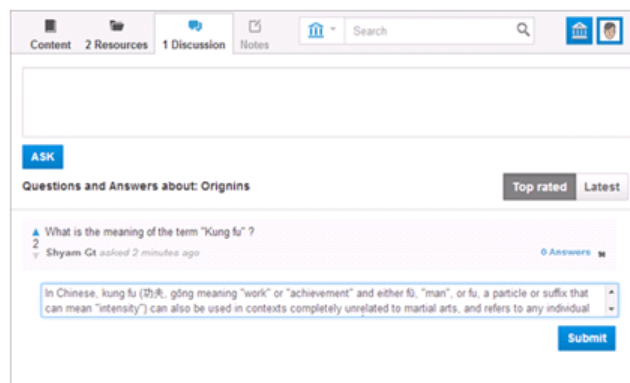 Content 2 Resources 1 Discussion Notes Search
ASK
Questions and Answers about: Orignins Top rated Latest
What is the meaning of the term "Kung fu" ?
2
Shyam Gt asked 2 minutes ago 0 Answers
In Chinese, kung fu (功夫, gōng meaning "work" or "achievement" and either fū, "man", or fu, a particle or suffix that
can mean "intensity") can also be used in contexts completely unrelated to martial arts, and refers to any individual
Submit